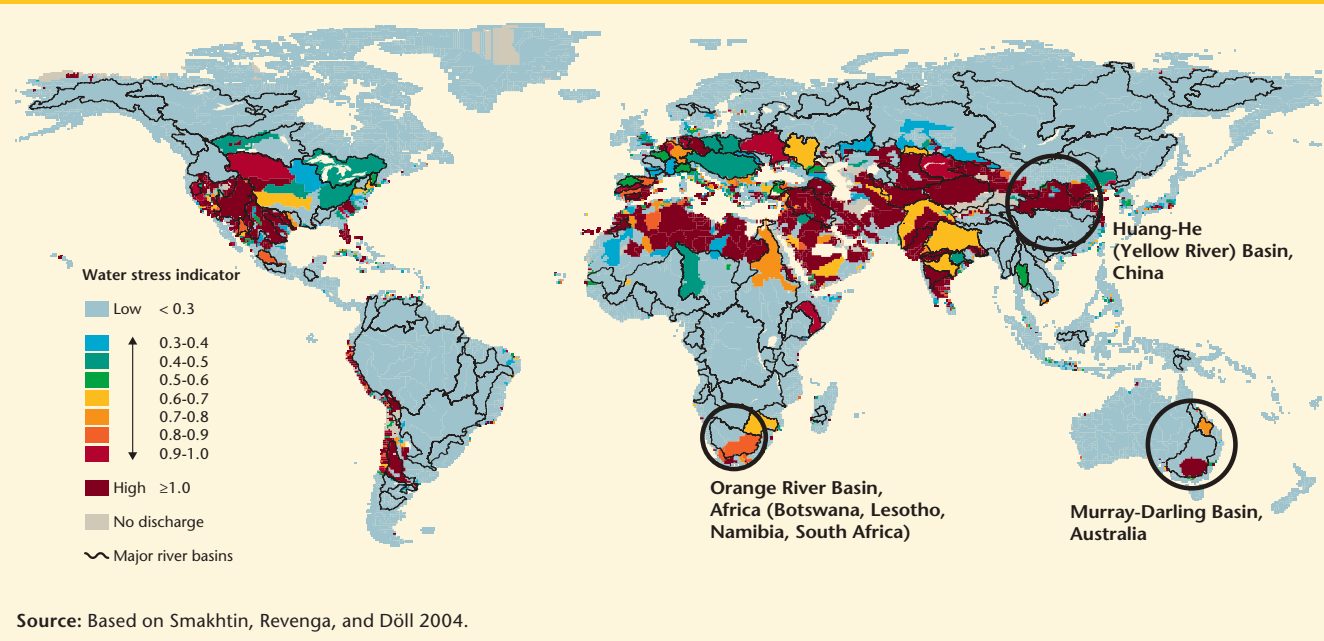 Huang-He
(Yellow River) Basin,
China
Water stress indicator
Low < 0.3
0.3-0.4
0.4-0.5
0.5-0.6
0.6-0.7
0.7-0.8
0.8-0.9
0.9-1.0
High ≥1.0
No discharge
Major river basins
Orange River Basin,
Africa (Botswana, Lesotho,
Namibia, South Africa)
Murray-Darling Basin,
Australia
Source: Based on Smakhtin, Revenga, and Döll 2004.